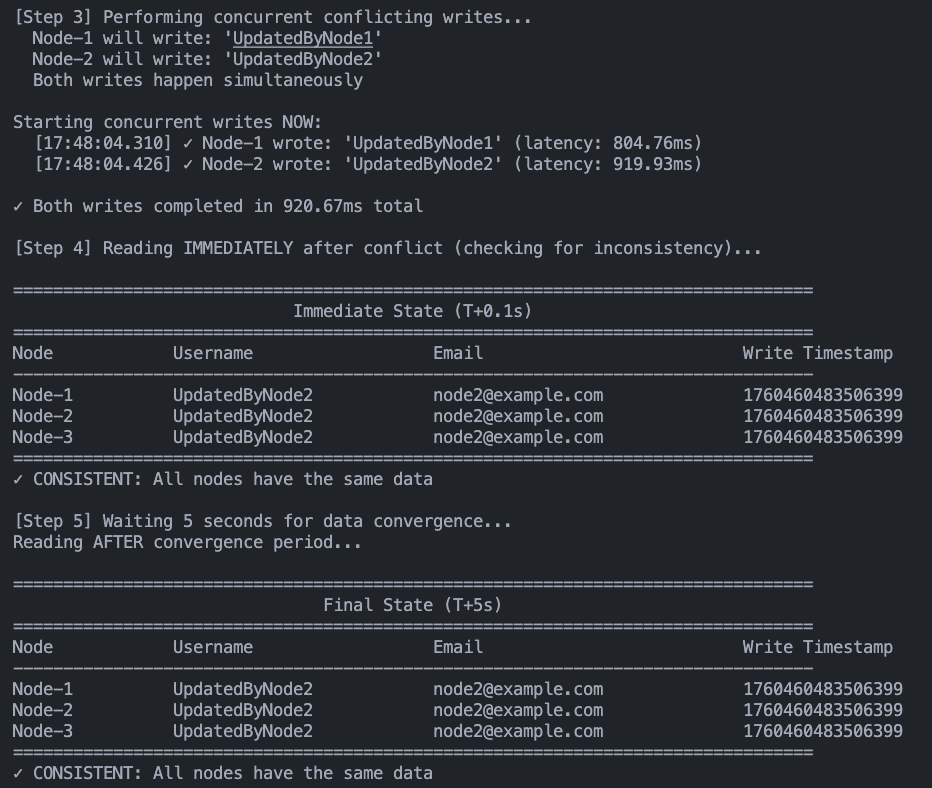 [Step 3] Performing concurrent conflicting writes...
Node-1 will write: 'UpdatedByNode1'
Node-2 will write: 'UpdatedByNode2'
Both writes happen simultaneously
Starting concurrent writes NOW:
[17:48:04.310] ✓ Node-1 wrote: 'UpdatedByNode1' (latency: 804.76ms)
[17:48:04.426] ✓ Node-2 wrote: 'UpdatedByNode2' (latency: 919.93ms)
✓ Both writes completed in 920.67ms total
[Step 4] Reading IMMEDIATELY after conflict (checking for inconsistency)...
================================================================================
Immediate State (T+0.1s)
================================================================================
Node Username Email Write Timestamp
--------------------------------------------------------------------------------
Node-1 UpdatedByNode2 node2@example.com 1760460483506399
Node-2 UpdatedByNode2 node2@example.com 1760460483506399
Node-3 UpdatedByNode2 node2@example.com 1760460483506399
================================================================================
✓ CONSISTENT: All nodes have the same data
[Step 5] Waiting 5 seconds for data convergence...
Reading AFTER convergence period...
================================================================================
Final State (T+5s)
================================================================================
Node Username Email Write Timestamp
--------------------------------------------------------------------------------
Node-1 UpdatedByNode2 node2@example.com 1760460483506399
Node-2 UpdatedByNode2 node2@example.com 1760460483506399
Node-3 UpdatedByNode2 node2@example.com 1760460483506399
================================================================================
✓ CONSISTENT: All nodes have the same data